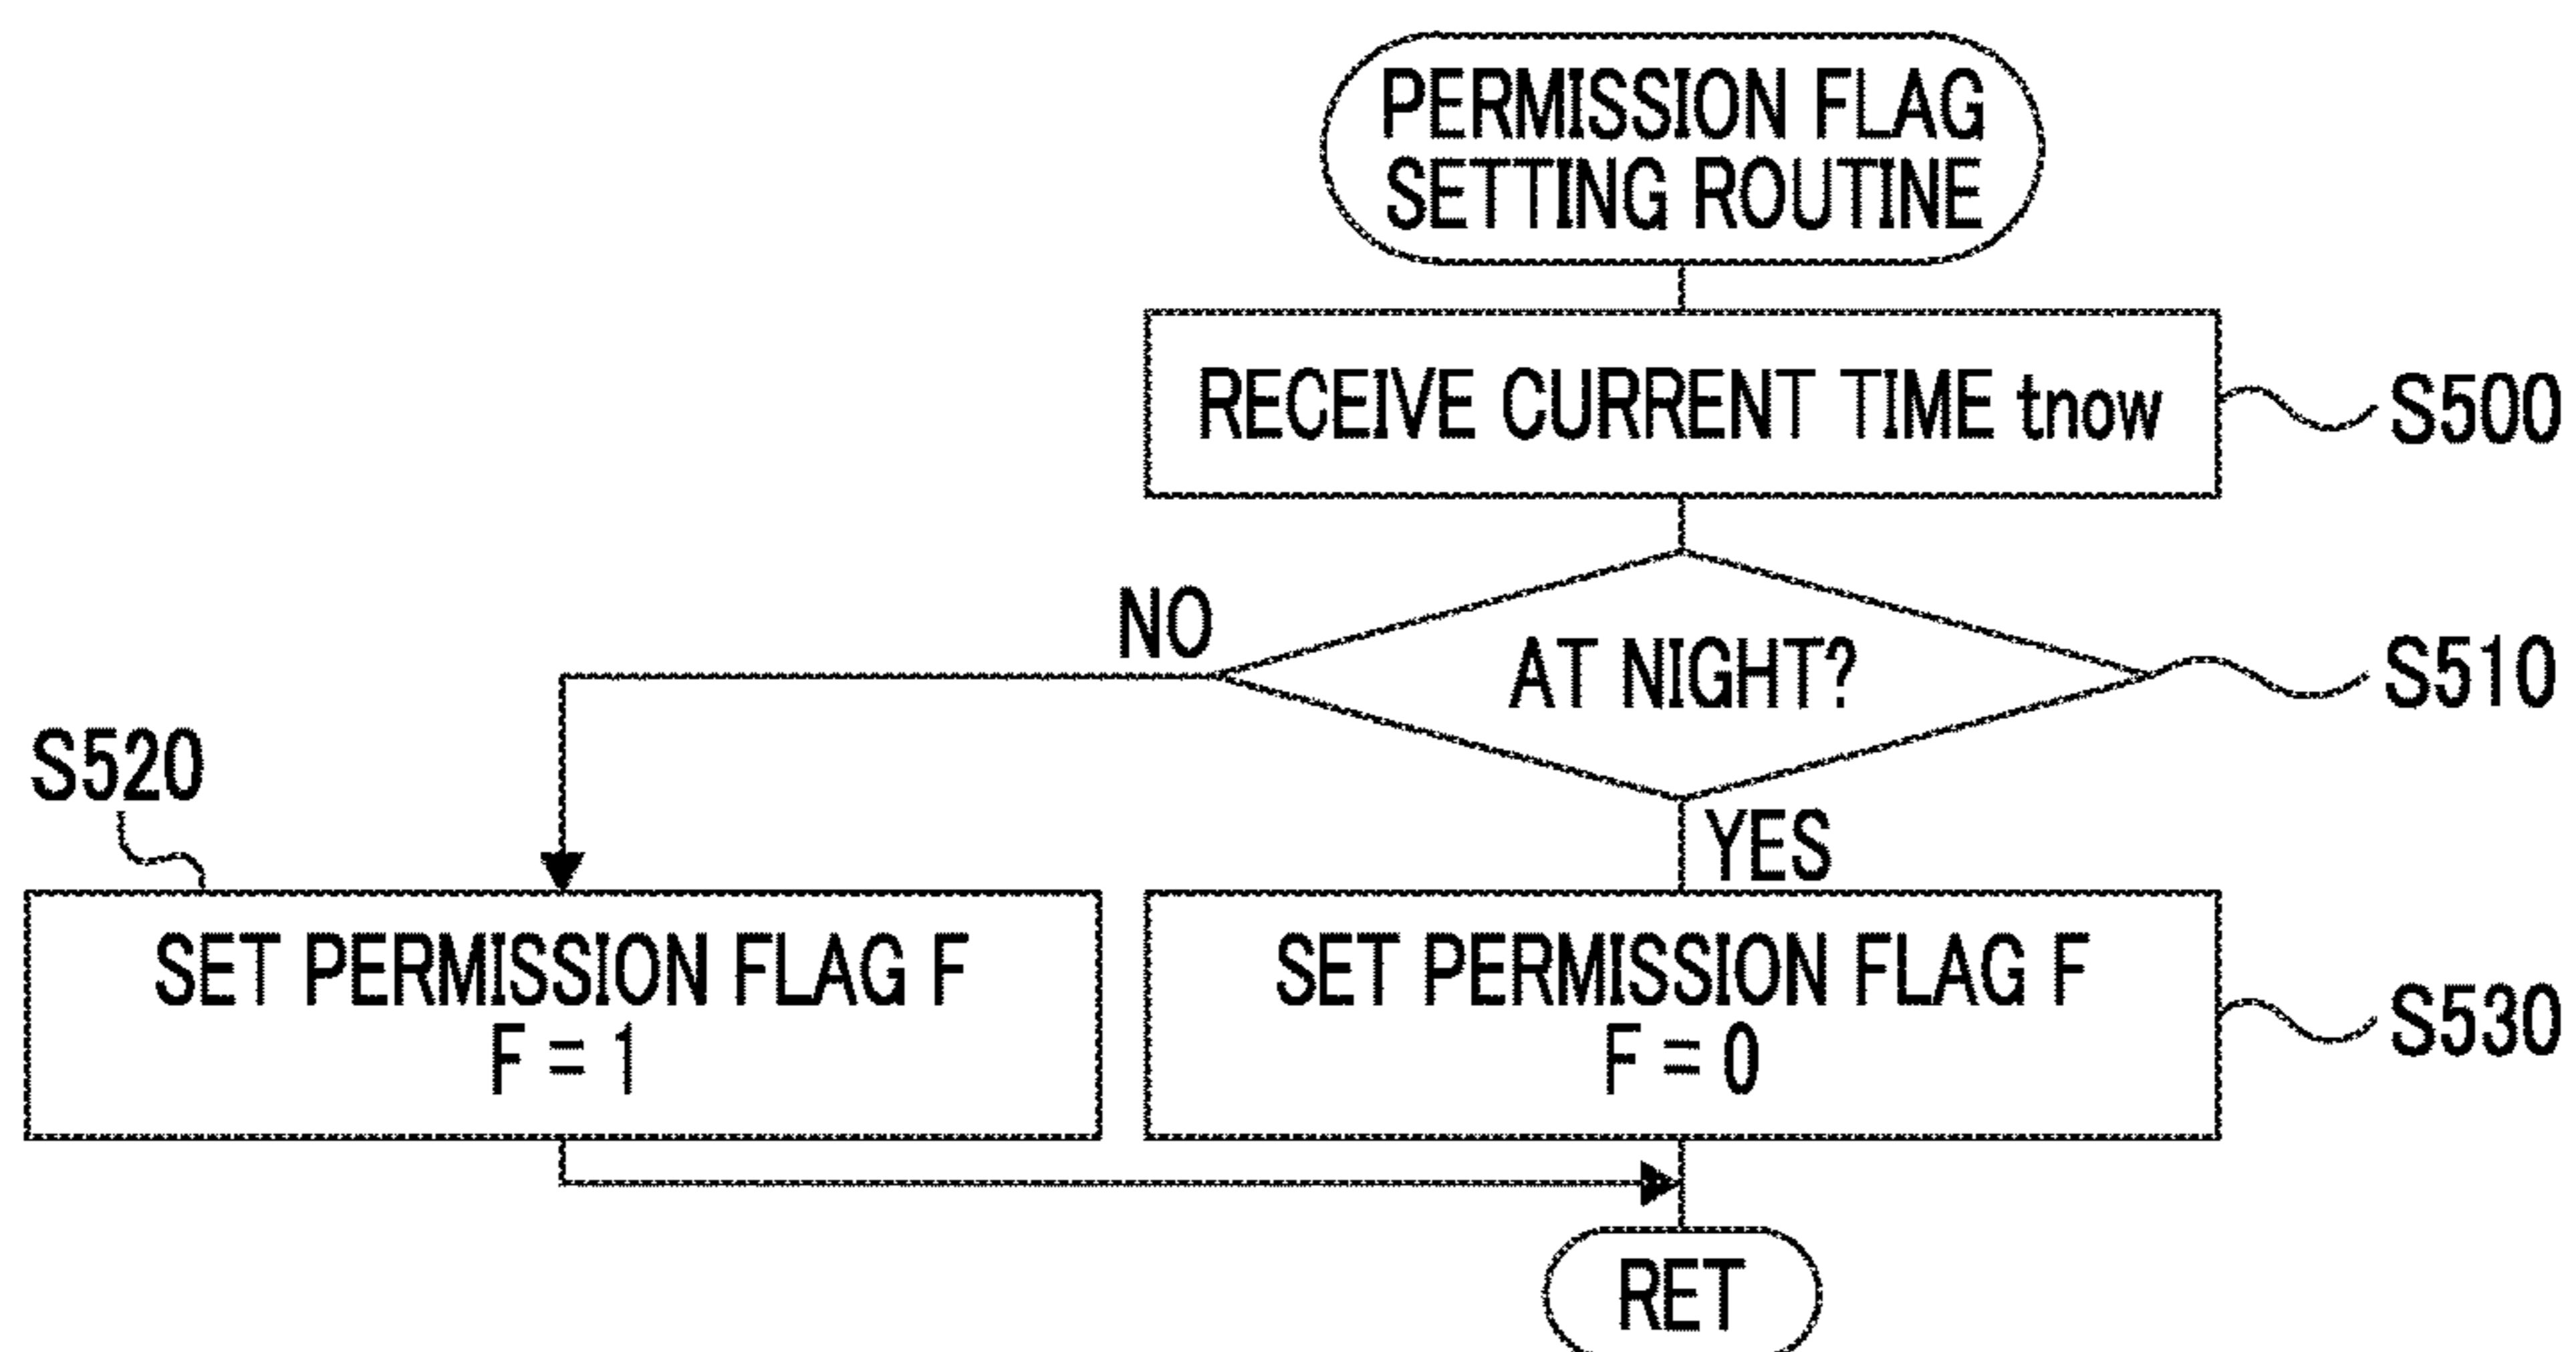 PERMISSION FLAG
SETTING ROUTINE
RECEIVE CURRENT TIME tnow
S500
NO
AT NIGHT?
S510
YES
S520
SET PERMISSION FLAG F
F = 1
SET PERMISSION FLAG F
F = 0
S530
RET